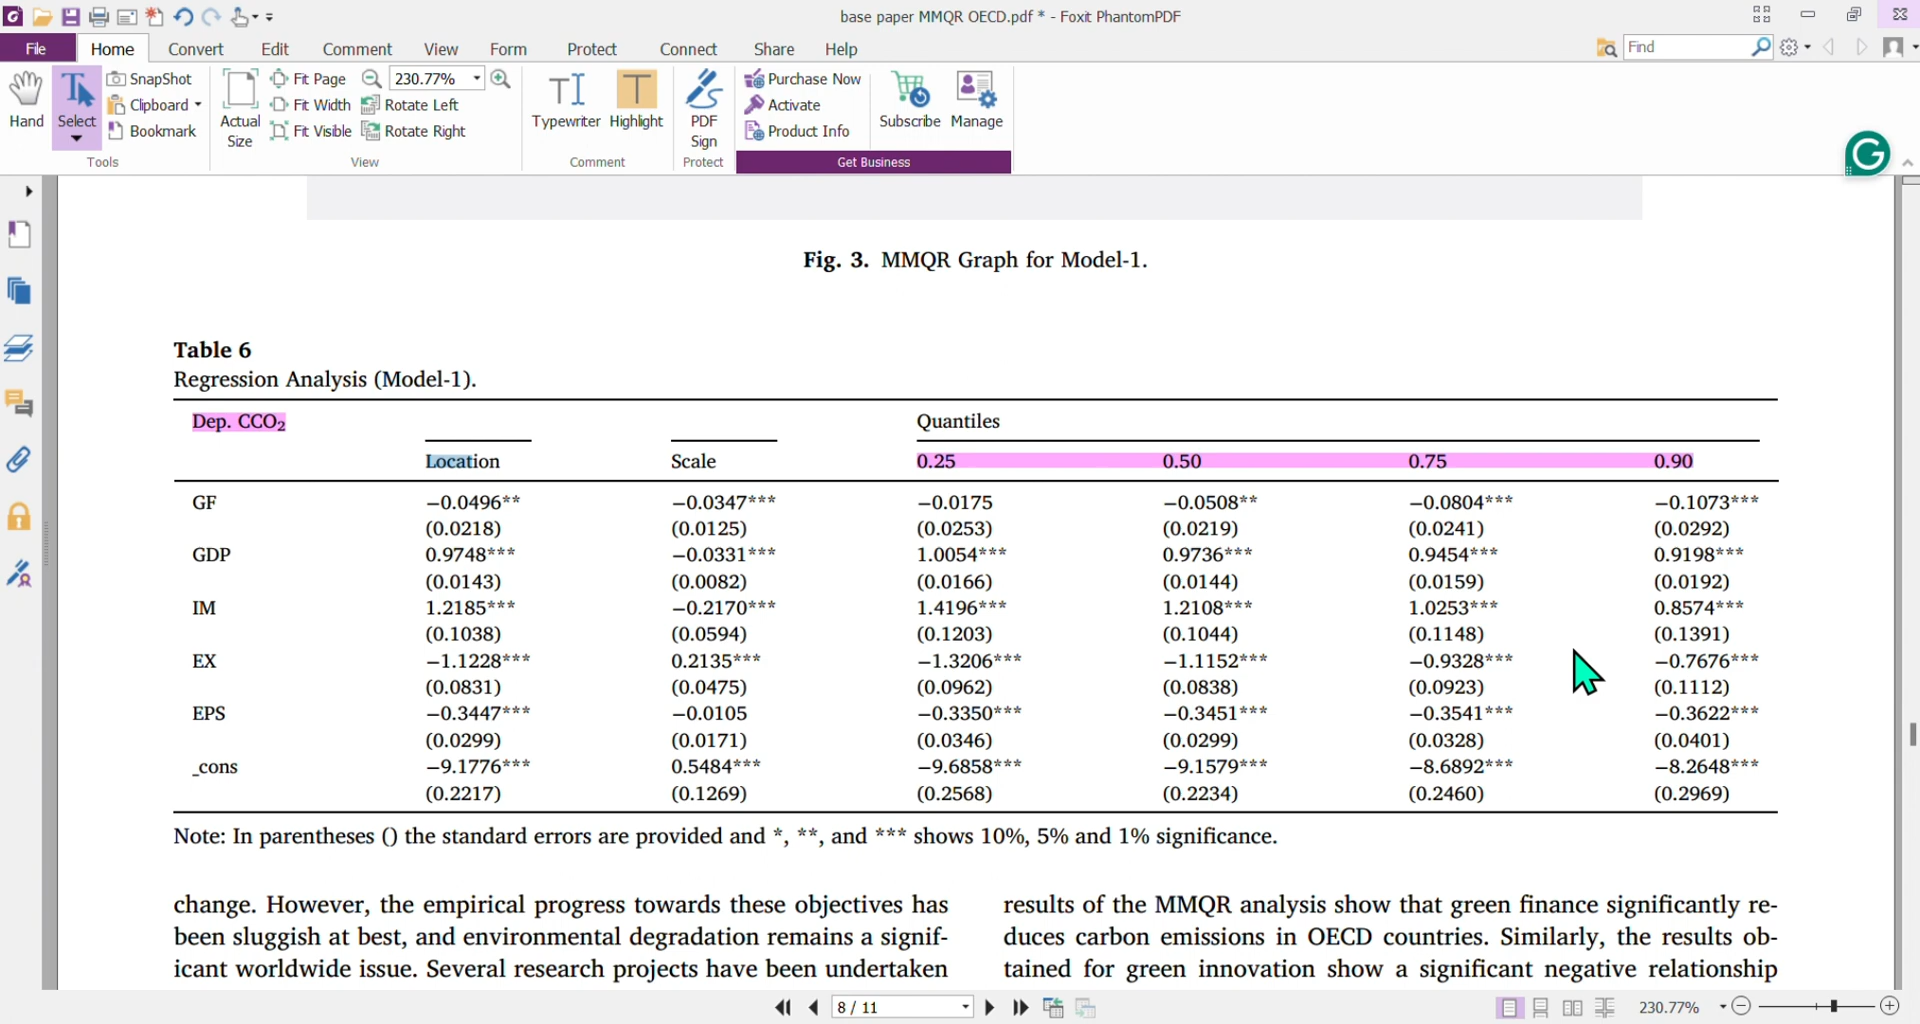 base paper MMQR OECD.pdf * - Foxit PhantomPDF
File Home Convert Edit Comment View Form Protect Connect Share Help Find
Hand Select SnapShot Clipboard Bookmark Tools
Actual Size Fit Page Fit Width Fit Visible 230.77% Rotate Left Rotate Right View
Typewriter Highlight Comment
PDF Sign Protect
Purchase Now Activate Product Info Subscribe Manage Get Business
Fig. 3. MMQR Graph for Model-1.
Table 6
Regression Analysis (Model-1).
Dep. CCO₂ Quantiles
Location Scale 0.25 0.50 0.75 0.90
GF −0.0496** −0.0347*** −0.0175 −0.0508** −0.0804*** −0.1073***
(0.0218) (0.0125) (0.0253) (0.0219) (0.0241) (0.0292)
GDP 0.9748*** −0.0331*** 1.0054*** 0.9736*** 0.9454*** 0.9198***
(0.0143) (0.0082) (0.0166) (0.0144) (0.0159) (0.0192)
IM 1.2185*** −0.2170*** 1.4196*** 1.2108*** 1.0253*** 0.8574***
(0.1038) (0.0594) (0.1203) (0.1044) (0.1148) (0.1391)
EX −1.1228*** 0.2135*** −1.3206*** −1.1152*** −0.9328*** −0.7676***
(0.0831) (0.0475) (0.0962) (0.0838) (0.0923) (0.1112)
EPS −0.3447*** −0.0105 −0.3350*** −0.3451*** −0.3541*** −0.3622***
(0.0299) (0.0171) (0.0346) (0.0299) (0.0328) (0.0401)
_cons −9.1776*** 0.5484*** −9.6858*** −9.1579*** −8.6892*** −8.2648***
(0.2217) (0.1269) (0.2568) (0.2234) (0.2460) (0.2969)
Note: In parentheses () the standard errors are provided and *, **, and *** shows 10%, 5% and 1% significance.
change. However, the empirical progress towards these objectives has
been sluggish at best, and environmental degradation remains a signif-
icant worldwide issue. Several research projects have been undertaken
results of the MMQR analysis show that green finance significantly re-
duces carbon emissions in OECD countries. Similarly, the results ob-
tained for green innovation show a significant negative relationship
8 / 11
230.77%